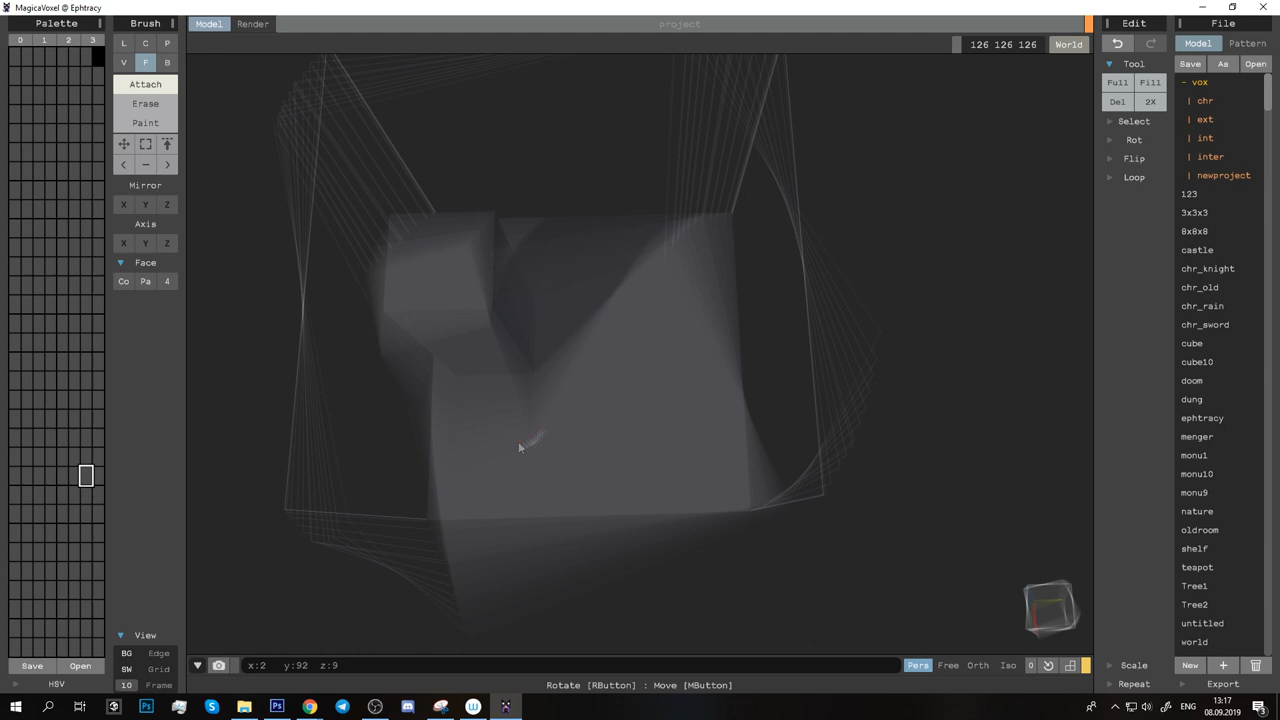 MagicaVoxel @ Ephtracy
Palette
Brush
Model
Render
project
Edit
File
0 1 2 3
L C P
V F B
126 126 126
World
Model
Pattern
Tool
Save
As
Open
Attach
Erase
Paint
Full
Fill
Del
2X
Select
Rot
Flip
Loop
Mirror
X Y Z
Axis
X Y Z
Face
Co Pa 4
- vox
| chr
| ext
| int
| inter
| newproject
123
3x3x3
8x8x8
castle
chr_knight
chr_old
chr_rain
chr_sword
cube
cube10
doom
dung
ephtracy
menger
monu1
monu10
monu9
nature
oldroom
shelf
teapot
Tree1
Tree2
untitled
world
View
BG Edge
SW Grid
10 Frame
Save
Open
HSV
x:2 y:92 z:9
Pers
Free
Orth
Iso
0
Scale
Repeat
New
+
Export
Rotate [RButton] : Move [MButton]
ENG
13:17
08.09.2019
3